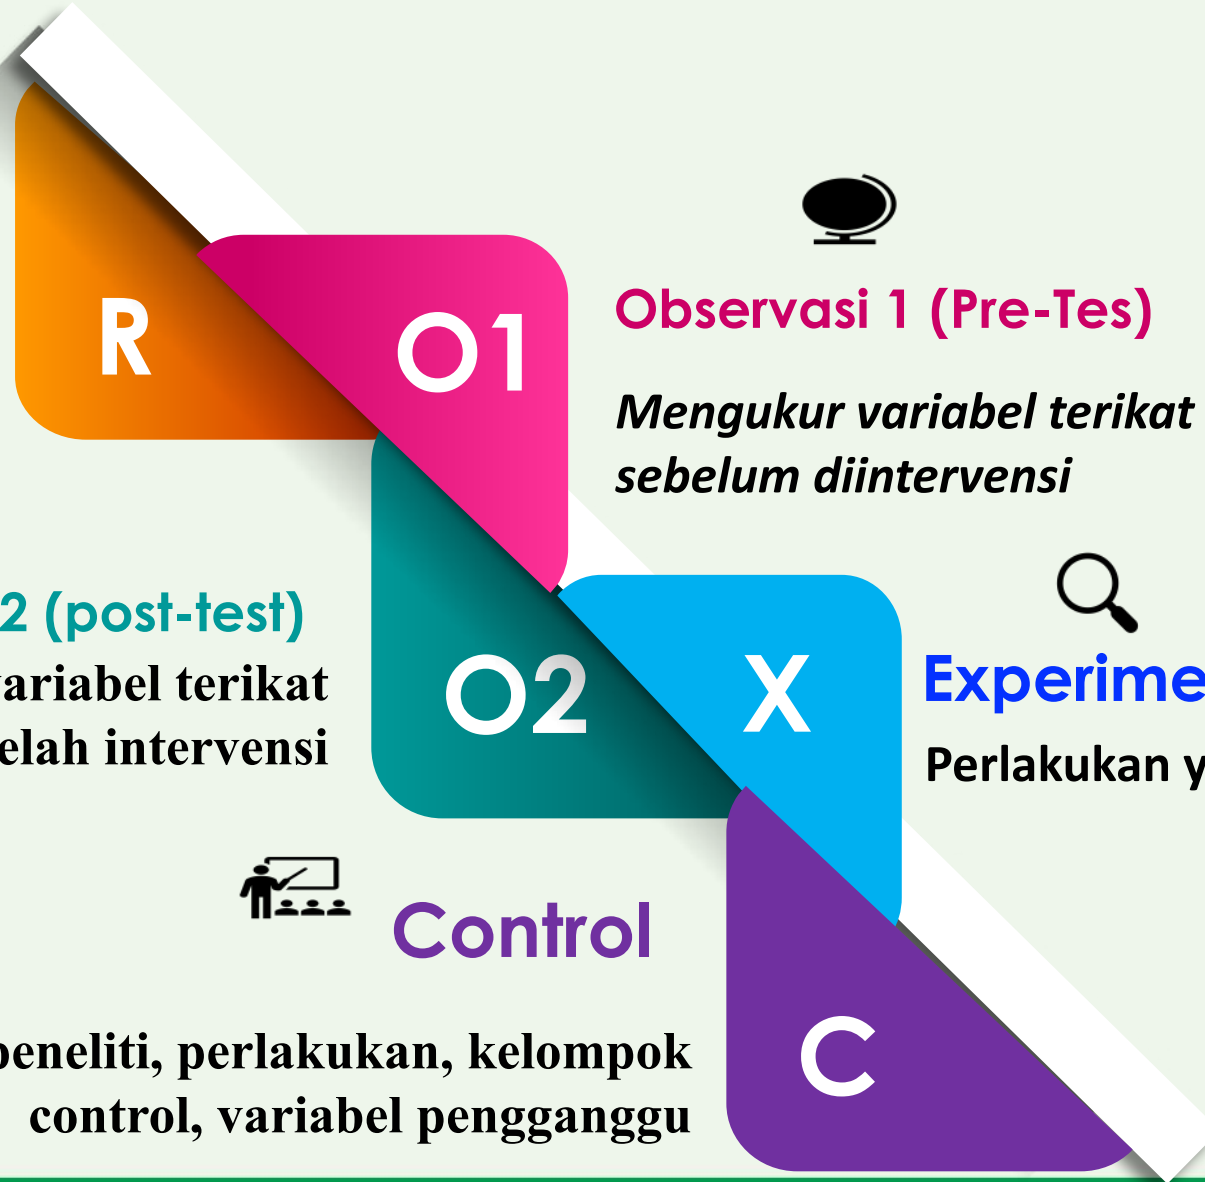 R
O1
Observasi 1 (Pre-Tes)
Mengukur variabel terikat
sebelum diintervensi
2 (post-test)
variabel terikat
elah intervensi
O2
X
Experime
Perlakukan y
Control
peneliti, perlakukan, kelompok
control, variabel pengganggu
C